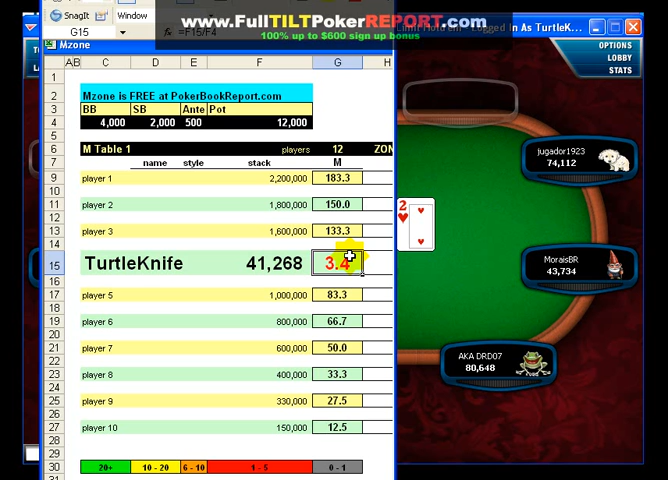 www.FullTILTPokerREPORT.com
100% up to $600 sign up bonus
SnagIt Window
G15 =F15/F4
Logged In As TurtleK...
Mzone
OPTIONS
LOBBY
STATS
AB C D E F G H
1
2 Mzone is FREE at PokerBookReport.com
3 BB SB Ante Pot
4 4,000 2,000 500 12,000
5
6 M Table 1 players 12 ZON
7 name style stack M
9 player 1 2,200,000 183.3
10
11 player 2 1,800,000 150.0
12
13 player 3 1,600,000 133.3
14
15 TurtleKnife 41,268 3.4
16
17 player 5 1,000,000 83.3
18
19 player 6 800,000 66.7
20
21 player 7 600,000 50.0
22
23 player 8 400,000 33.3
24
25 player 9 330,000 27.5
26
27 player 10 150,000 12.5
28
29
30 20+ 10 - 20 6 - 10 1 - 5 0 - 1
jugador1923
74,112
2
MoraisBR
43,734
AKA DRD07
80,648